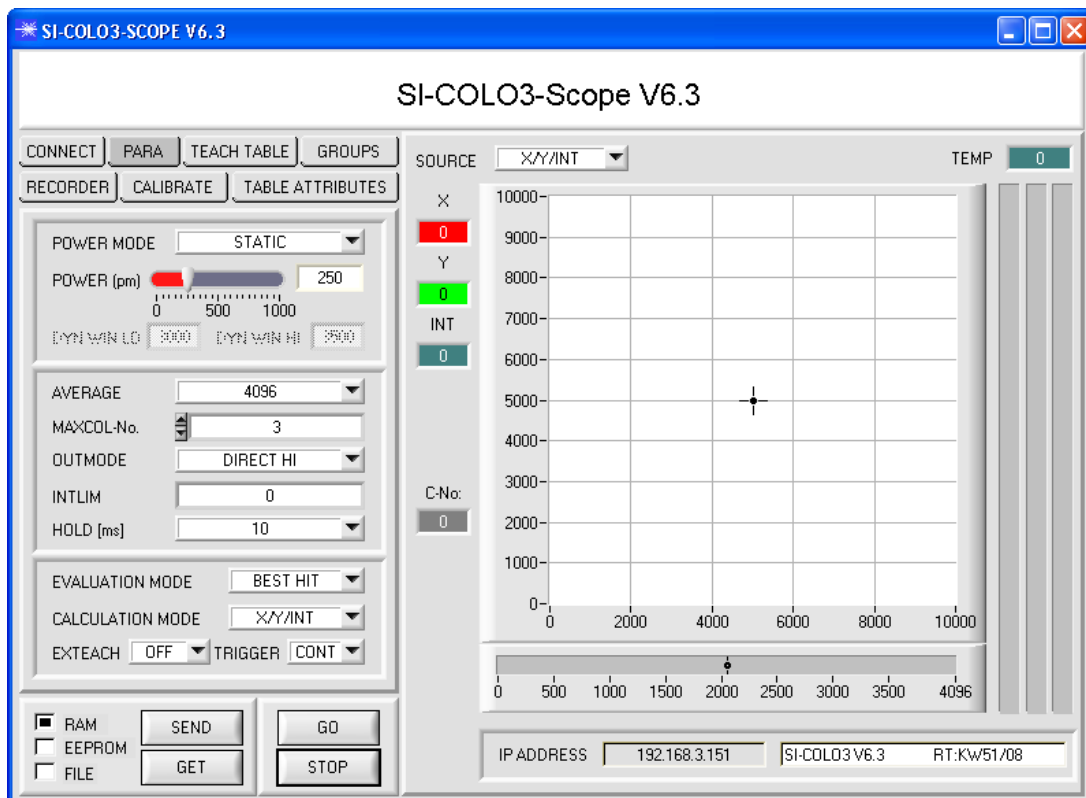 SI-COLO3-SCOPE V6.3
SI-COLO3-Scope V6.3
CONNECT PARA TEACH TABLE GROUPS
RECORDER CALIBRATE TABLE ATTRIBUTES
POWER MODE STATIC
POWER (pm) 250
0 500 1000
DYN WIN LO 3000 DYN WIN HI 3500
AVERAGE 4096
MAXCOL-No. 3
OUTMODE DIRECT HI
INTLIM 0
HOLD [ms] 10
EVALUATION MODE BEST HIT
CALCULATION MODE X/Y/INT
EXTEACH OFF TRIGGER CONT
RAM
EEPROM
FILE
SEND
GET
GO
STOP
SOURCE X/Y/INT
TEMP 0
X
0
Y
0
INT
0
C-No:
0
10000
9000
8000
7000
6000
5000
4000
3000
2000
1000
0
0 2000 4000 6000 8000 10000
0 500 1000 1500 2000 2500 3000 3500 4096
IP ADDRESS 192.168.3.151 SI-COLO3 V6.3 RT:KW51/08